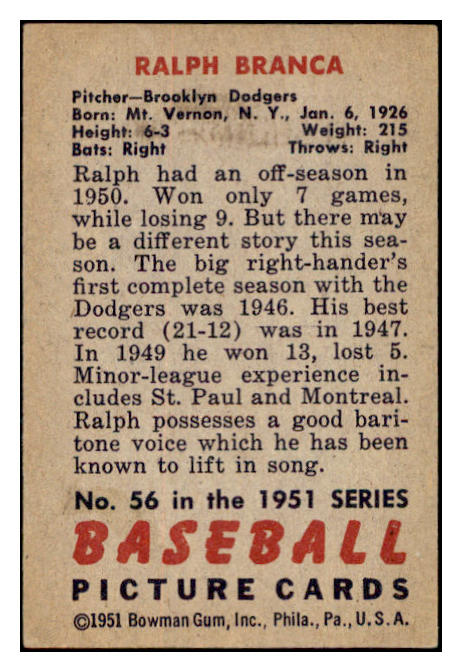 RALPH BRANCA
Pitcher—Brooklyn Dodgers
Born: Mt. Vernon, N. Y., Jan. 6, 1926
Height: 6-3 Weight: 215
Bats: Right Throws: Right
Ralph had an off-season in
1950. Won only 7 games,
while losing 9. But there may
be a different story this sea-
son. The big right-hander's
first complete season with the
Dodgers was 1946. His best
record (21-12) was in 1947.
In 1949 he won 13, lost 5.
Minor-league experience in-
cludes St. Paul and Montreal.
Ralph possesses a good bari-
tone voice which he has been
known to lift in song.
No. 56 in the 1951 SERIES
BASEBALL
PICTURE CARDS
©1951 Bowman Gum, Inc., Phila., Pa., U.S.A.